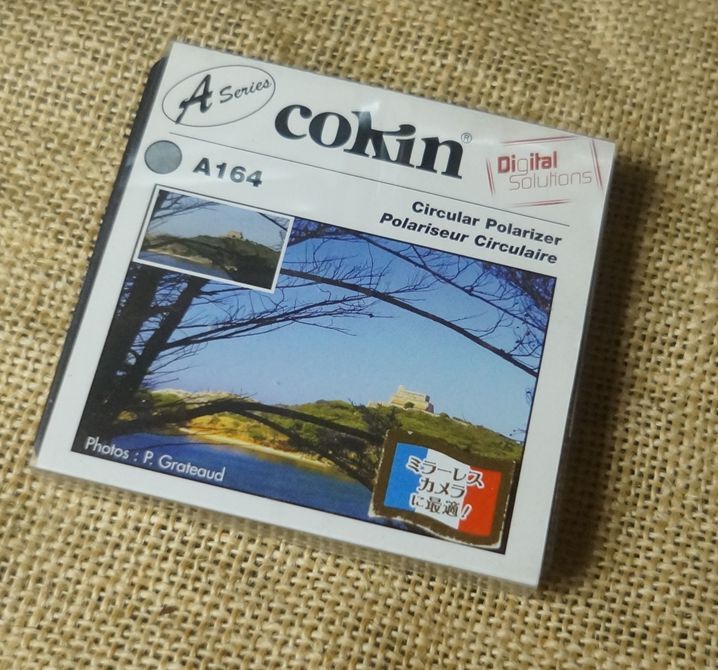 A Series
cokin®
Digital
Solutions
A164
Circular Polarizer
Polariseur Circulaire
Photos : P. Grateaud
ミラーレス
カメラ
に最適!